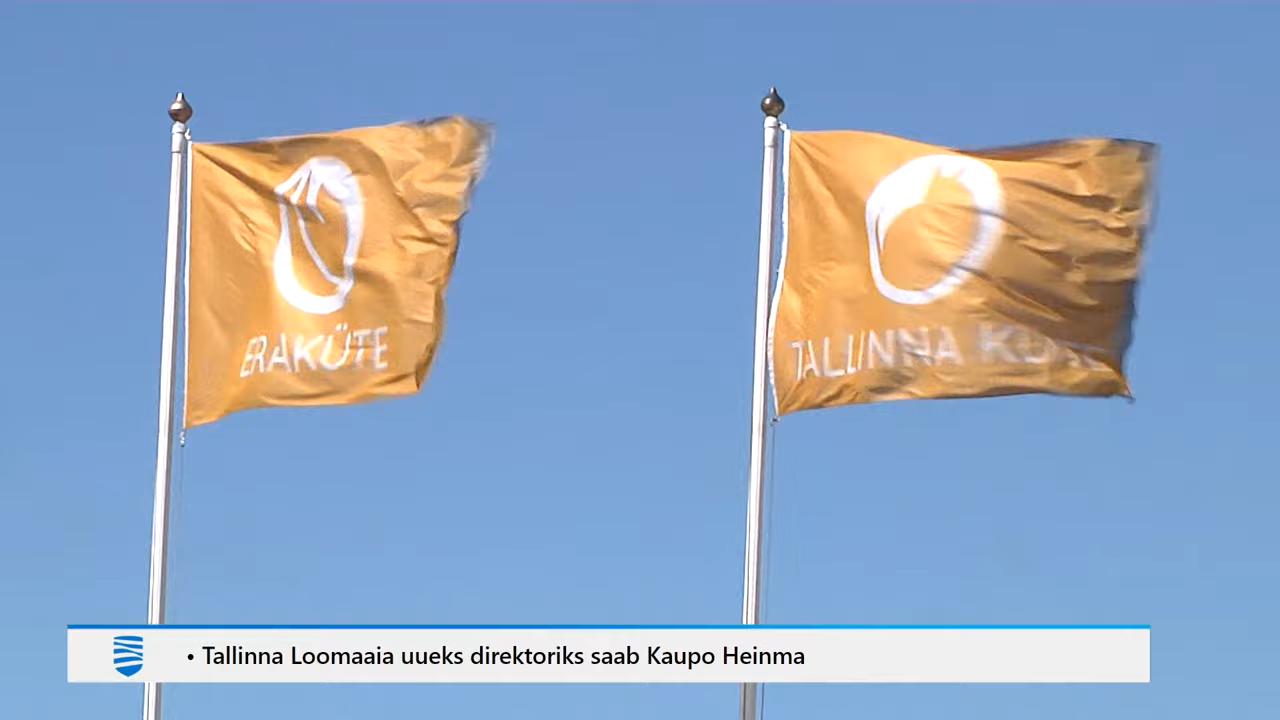 ERAKÜTE
TALLINNA
• Tallinna Loomaaia uueks direktoriks saab Kaupo Heinma